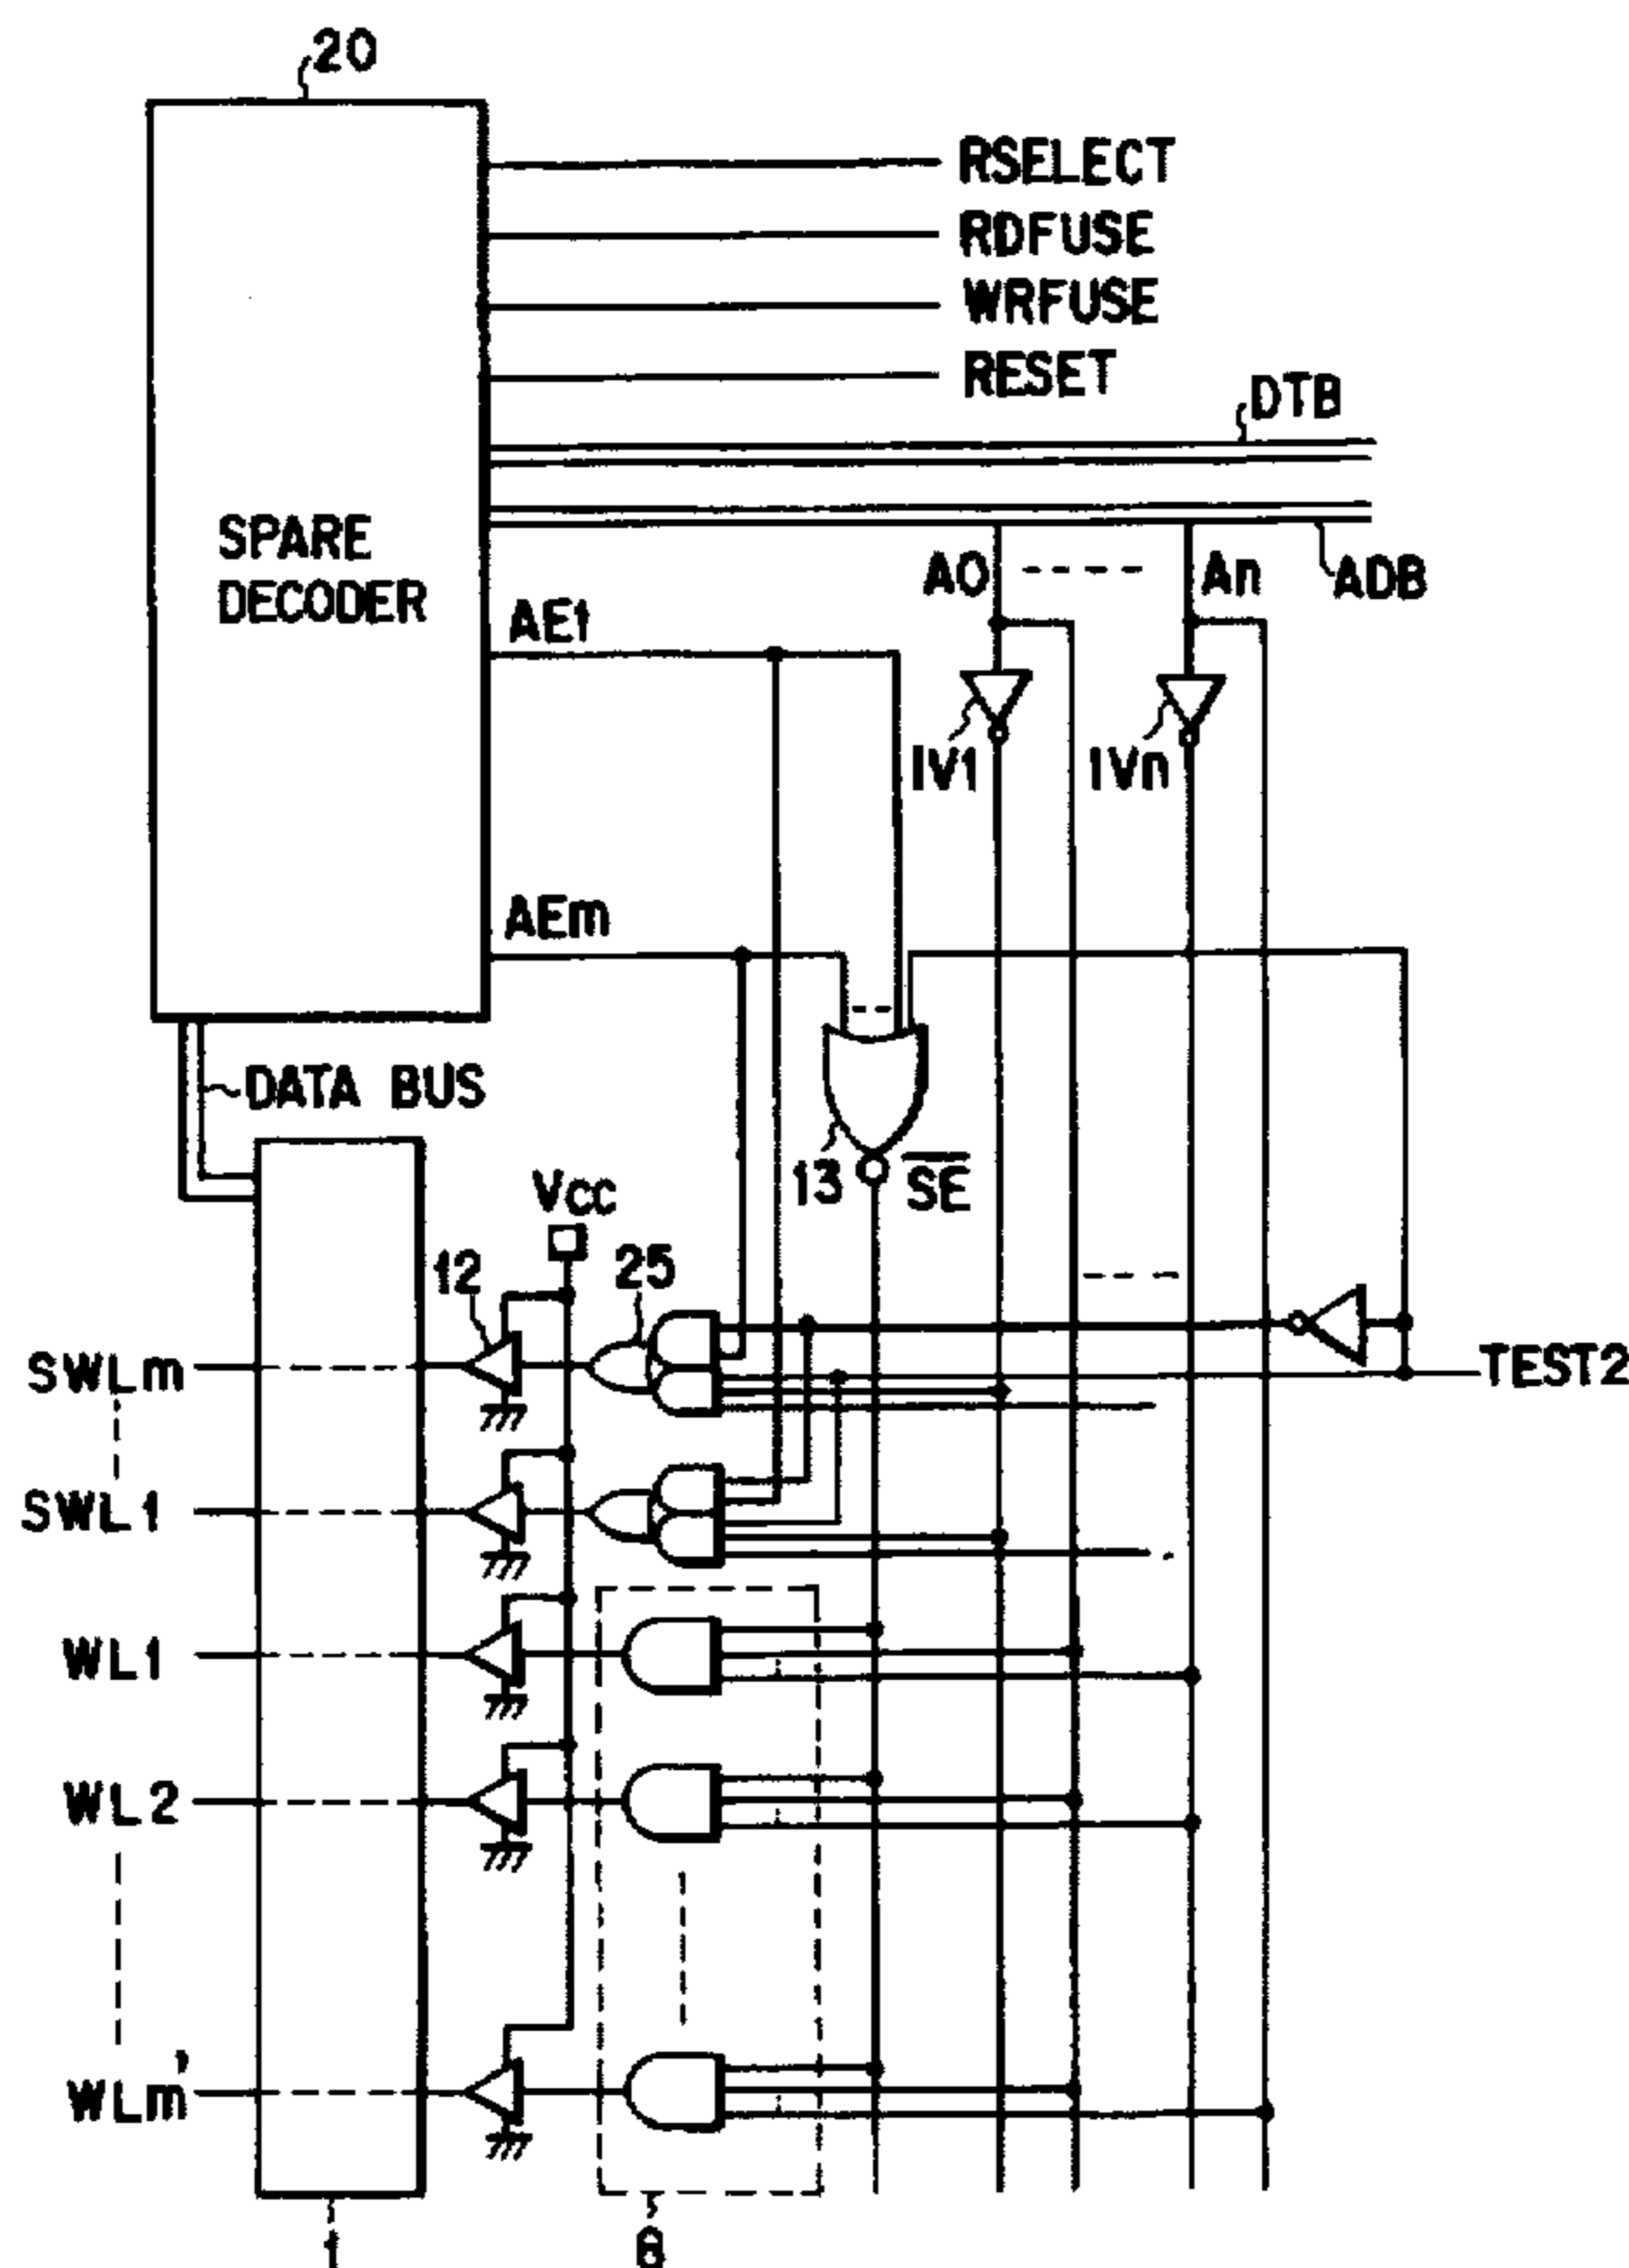 20
RSELECT
RDFUSE
WRFUSE
RESET
DTB
SPARE
DECODER
A0
An
ADB
AE1
IV1
IVn
AEm
DATA BUS
13
SE
Vcc
12
25
SWLm
TEST2
SWL1
WL1
WL2
WLm'
1